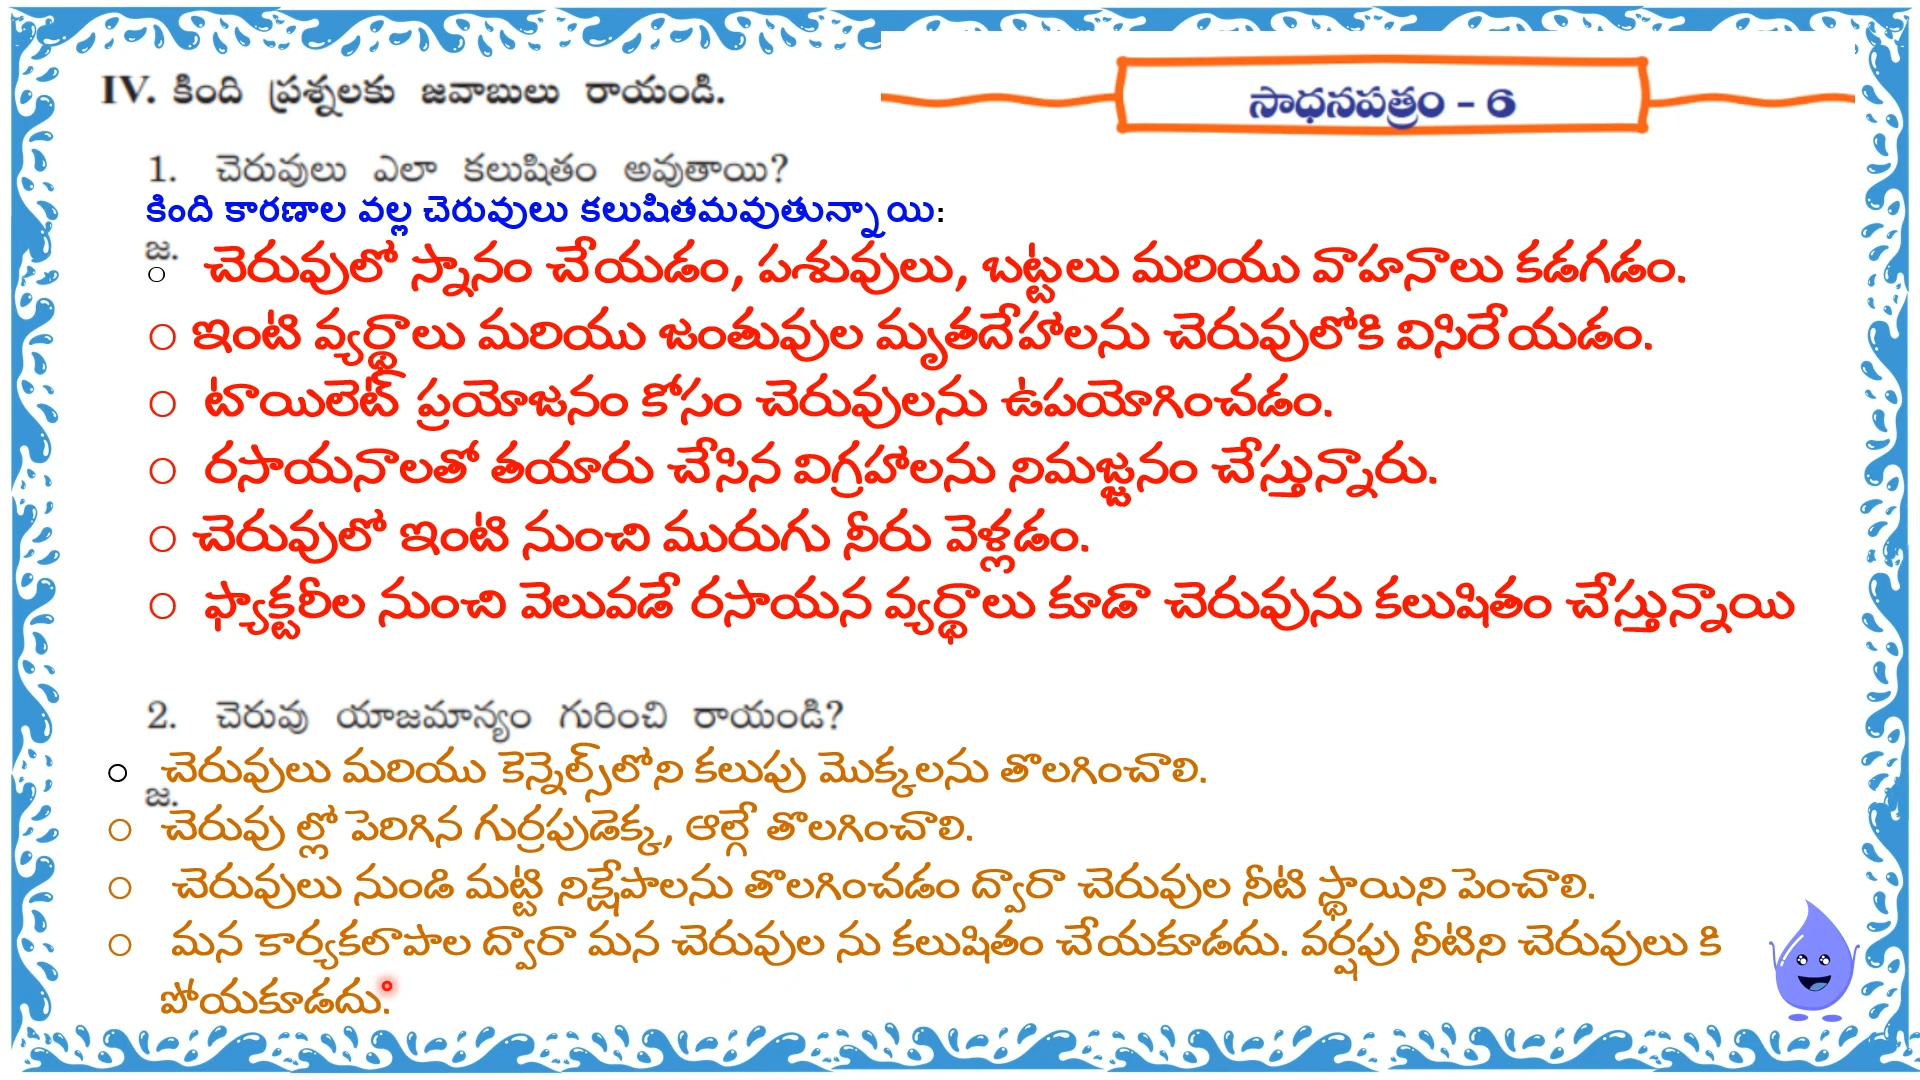 IV. కింది ప్రశ్నలకు జవాబులు రాయండి.
సాధనపత్రం - 6
1. చెరువులు ఎలా కలుషితం అవుతాయి?
కింది కారణాల వల్ల చెరువులు కలుషితమవుతున్నాయి:
జ.
○ చెరువులో స్నానం చేయడం, పశువులు, బట్టలు మరియు వాహనాలు కడగడం.
○ ఇంటి వ్యర్థాలు మరియు జంతువుల మృతదేహాలను చెరువులోకి విసిరేయడం.
○ టాయిలెట్ ప్రయోజనం కోసం చెరువులను ఉపయోగించడం.
○ రసాయనాలతో తయారు చేసిన విగ్రహాలను నిమజ్జనం చేస్తున్నారు.
○ చెరువులో ఇంటి నుంచి మురుగు నీరు వెళ్లడం.
○ ఫ్యాక్టరీల నుంచి వెలువడే రసాయన వ్యర్థాలు కూడా చెరువును కలుషితం చేస్తున్నాయి
2. చెరువు యాజమాన్యం గురించి రాయండి?
○ చెరువులు మరియు కెన్నెల్స్‌లోని కలుపు మొక్కలను తొలగించాలి.
జ.
○ చెరువు ల్లో పెరిగిన గుర్రపుడెక్క, ఆల్గే తొలగించాలి.
○ చెరువులు నుండి మట్టి నిక్షేపాలను తొలగించడం ద్వారా చెరువుల నీటి స్థాయిని పెంచాలి.
○ మన కార్యకలాపాల ద్వారా మన చెరువుల ను కలుషితం చేయకూడదు. వర్షపు నీటిని చెరువులు కి
పోయకూడదు.